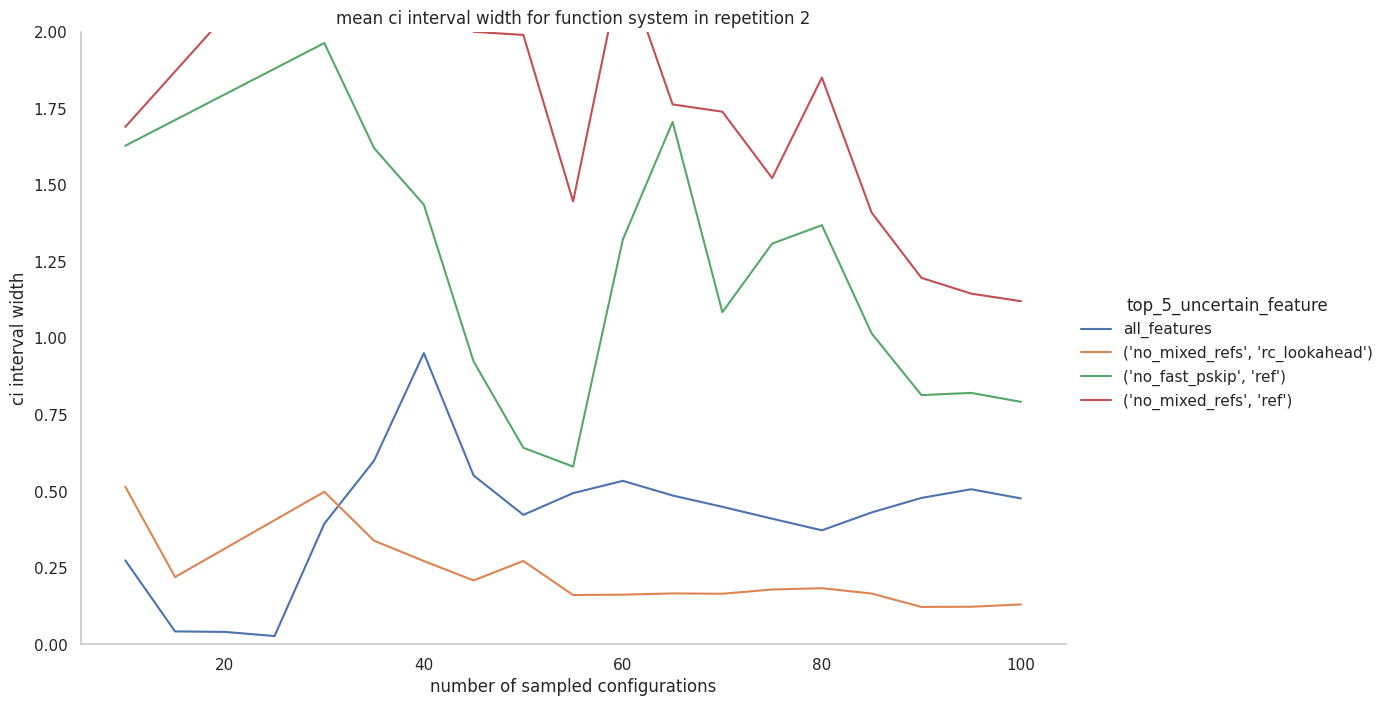 mean ci interval width for function system in repetition 2
2.00
1.75
1.50
1.25
1.00
0.75
0.50
0.25
0.00
ci interval width
20
40
60
80
100
number of sampled configurations
top_5_uncertain_feature
all_features
('no_mixed_refs', 'rc_lookahead')
('no_fast_pskip', 'ref')
('no_mixed_refs', 'ref')